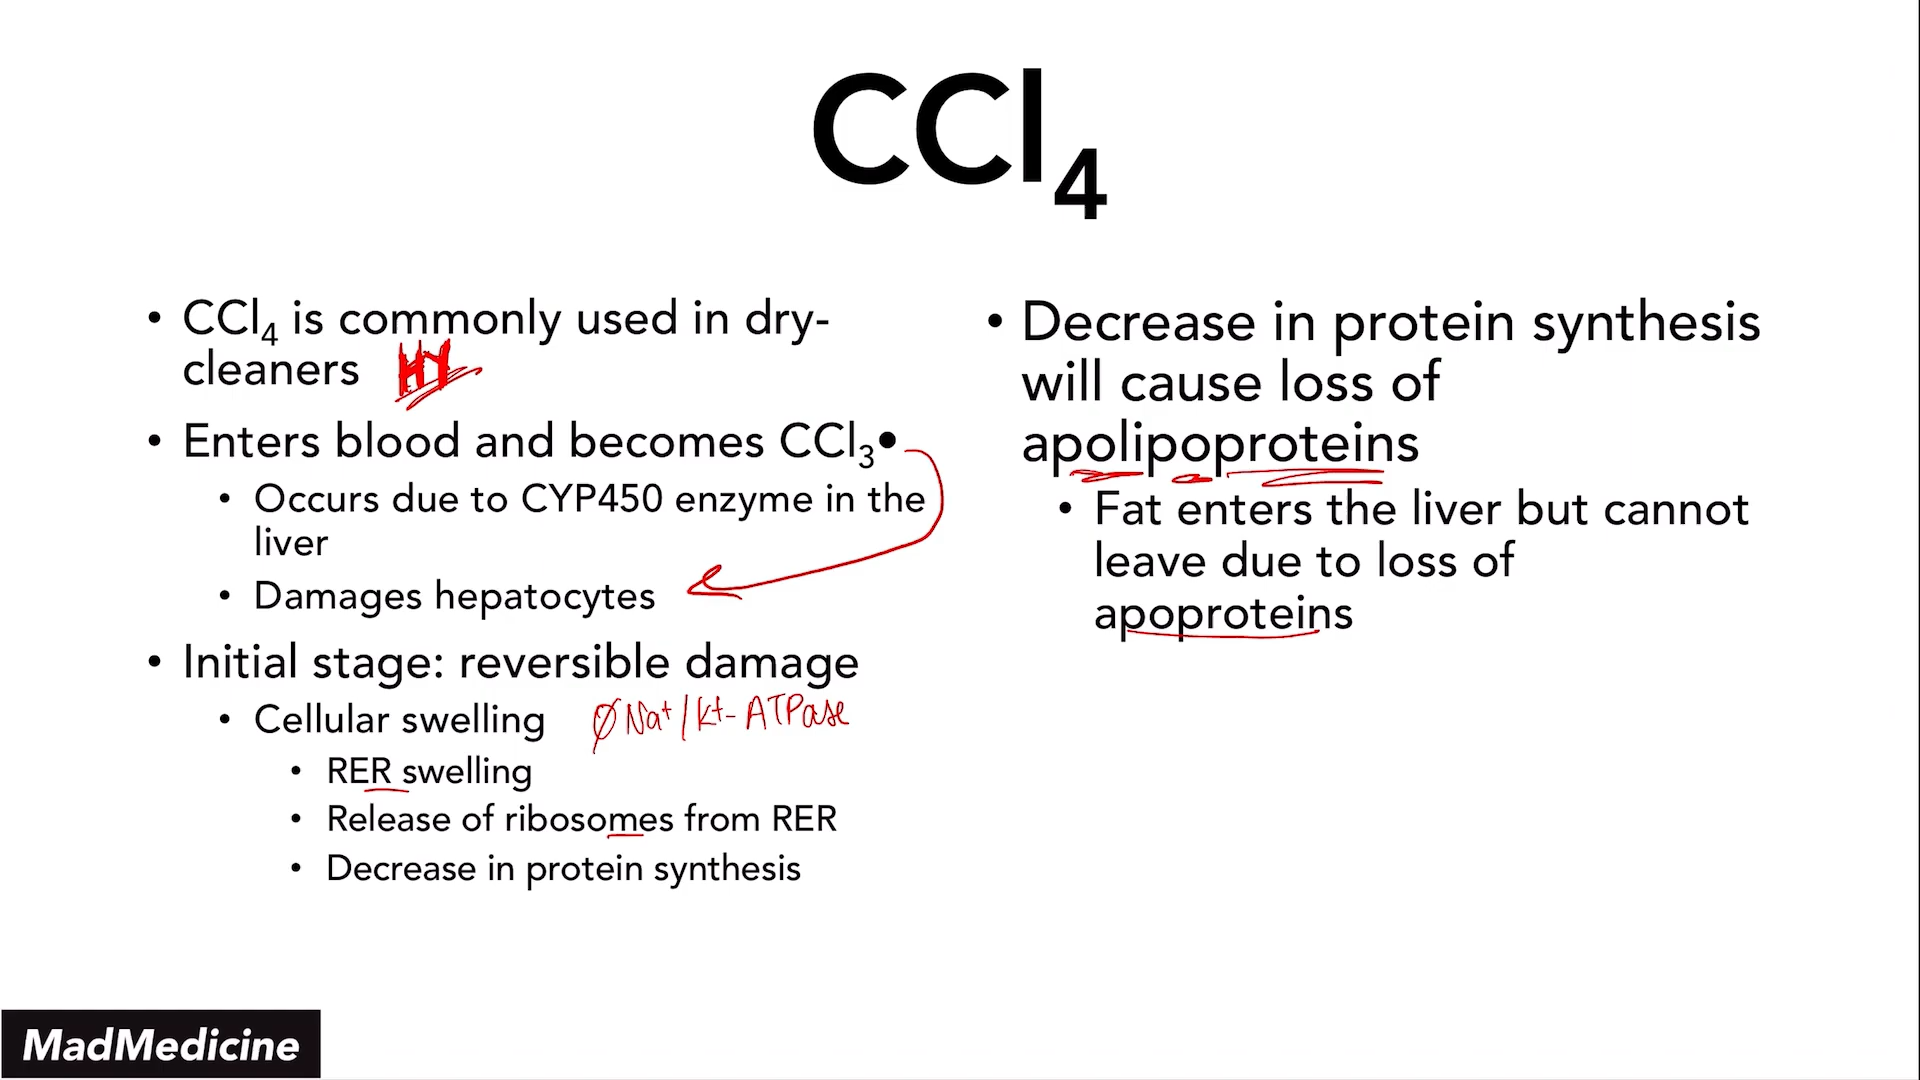 CCl₄
• CCl₄ is commonly used in dry-
cleaners HY
• Enters blood and becomes CCl₃•
• Occurs due to CYP450 enzyme in the
liver
• Damages hepatocytes
• Initial stage: reversible damage
• Cellular swelling Ø Na⁺/K⁺-ATPase
• RER swelling
• Release of ribosomes from RER
• Decrease in protein synthesis
• Decrease in protein synthesis
will cause loss of
apolipoproteins
• Fat enters the liver but cannot
leave due to loss of
apoproteins
MadMedicine